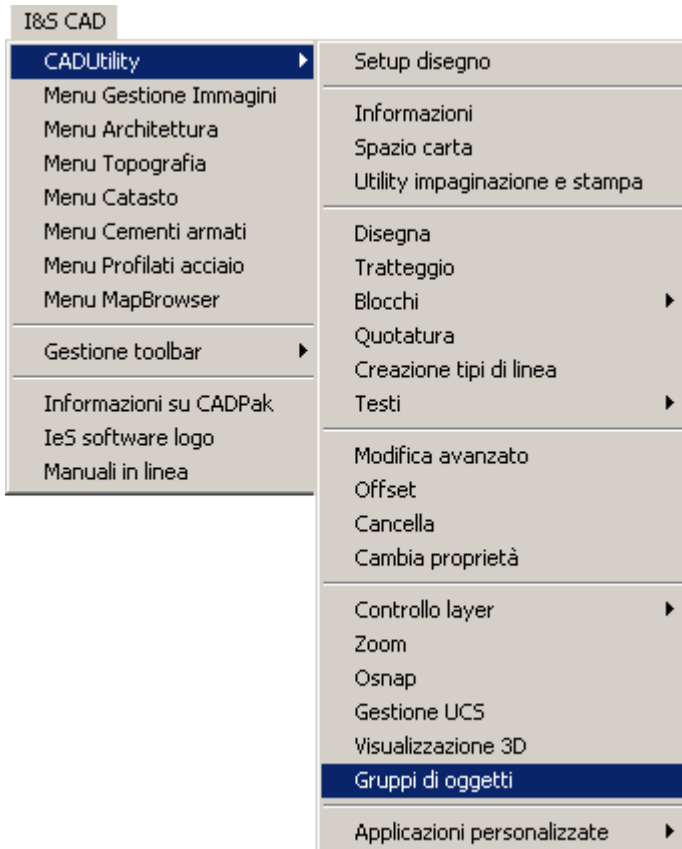 I&S CAD
CADUtility
Menu Gestione Immagini
Menu Architettura
Menu Topografia
Menu Catasto
Menu Cementi armati
Menu Profilati acciaio
Menu MapBrowser
Gestione toolbar
Informazioni su CADPak
IeS software logo
Manuali in linea
Setup disegno
Informazioni
Spazio carta
Utility impaginazione e stampa
Disegna
Tratteggio
Blocchi
Quotatura
Creazione tipi di linea
Testi
Modifica avanzato
Offset
Cancella
Cambia proprietà
Controllo layer
Zoom
Osnap
Gestione UCS
Visualizzazione 3D
Gruppi di oggetti
Applicazioni personalizzate